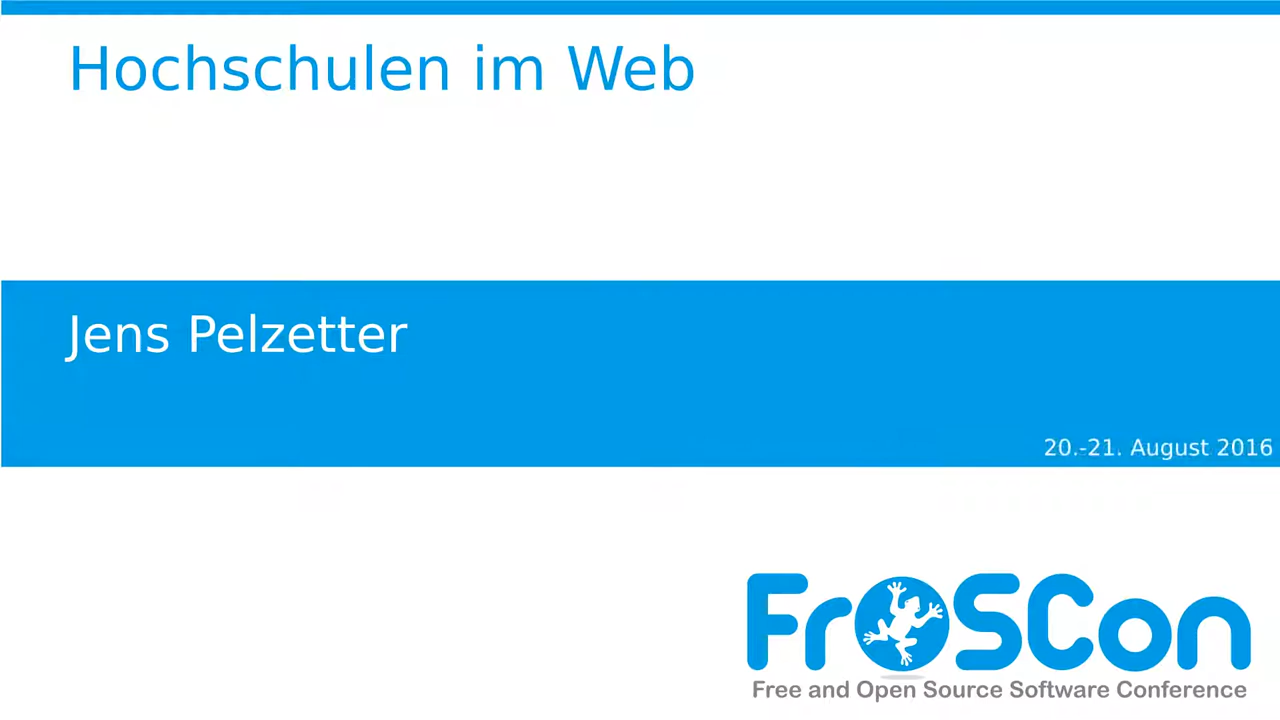 Hochschulen im Web
Jens Pelzetter
20.-21. August 2016
FrOSCon
Free and Open Source Software Conference